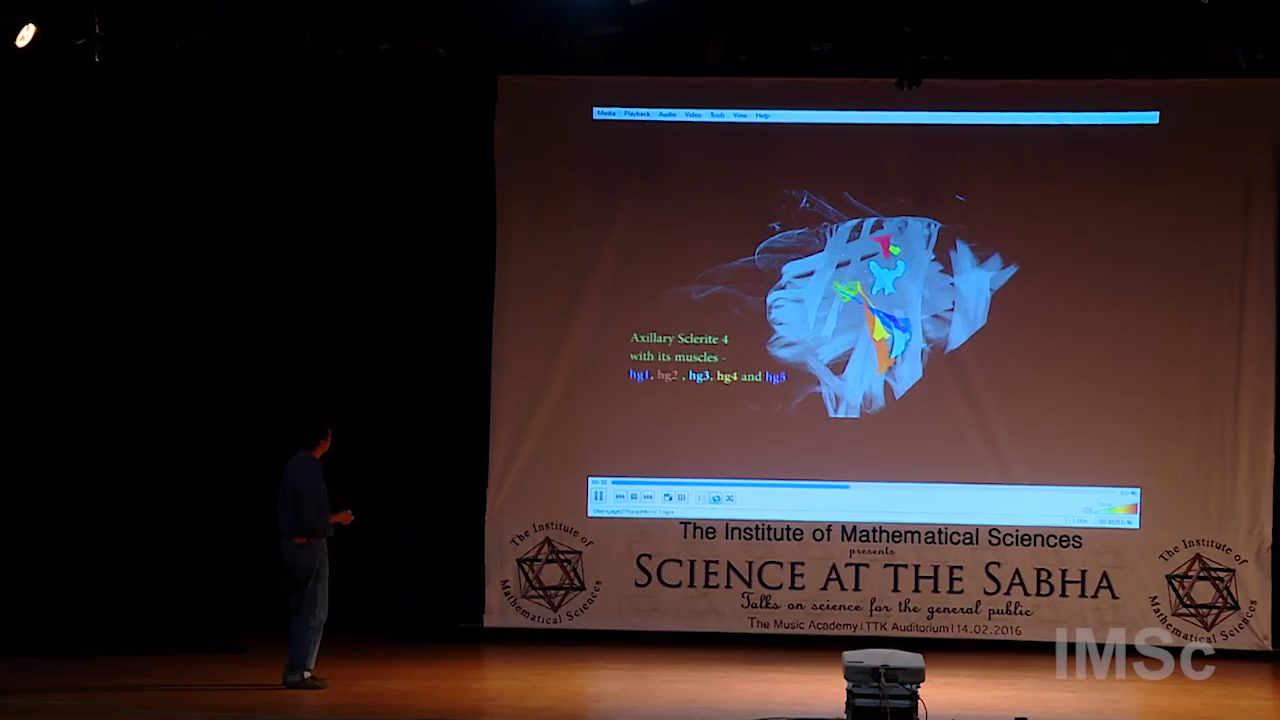 Media Playback Audio Video Tools View Help
Axillary Sclerite 4
with its muscles -
hg1, hg2 , hg3, hg4 and hg5
The Institute of Mathematical Sciences
presents
SCIENCE AT THE SABHA
Talks on science for the general public
The Music Academy|TTK Auditorium|14.02.2016
The Institute of
Mathematical Sciences
The Institute of
Mathematical Sciences
IMSc